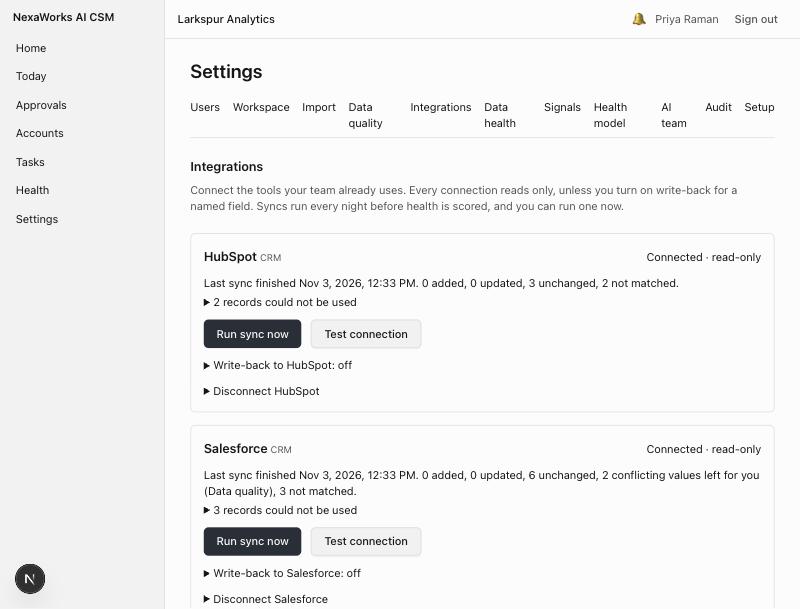 NexaWorks AI CSM
Home
Today
Approvals
Accounts
Tasks
Health
Settings
Larkspur Analytics
Priya Raman
Sign out
Settings
Users
Workspace
Import
Data
quality
Integrations
Data
health
Signals
Health
model
AI
team
Audit
Setup
Integrations
Connect the tools your team already uses. Every connection reads only, unless you turn on write-back for a
named field. Syncs run every night before health is scored, and you can run one now.
HubSpot CRM
Connected · read-only
Last sync finished Nov 3, 2026, 12:33 PM. 0 added, 0 updated, 3 unchanged, 2 not matched.
2 records could not be used
Run sync now
Test connection
Write-back to HubSpot: off
Disconnect HubSpot
Salesforce CRM
Connected · read-only
Last sync finished Nov 3, 2026, 12:33 PM. 0 added, 0 updated, 6 unchanged, 2 conflicting values left for you
(Data quality), 3 not matched.
3 records could not be used
Run sync now
Test connection
Write-back to Salesforce: off
Disconnect Salesforce
N